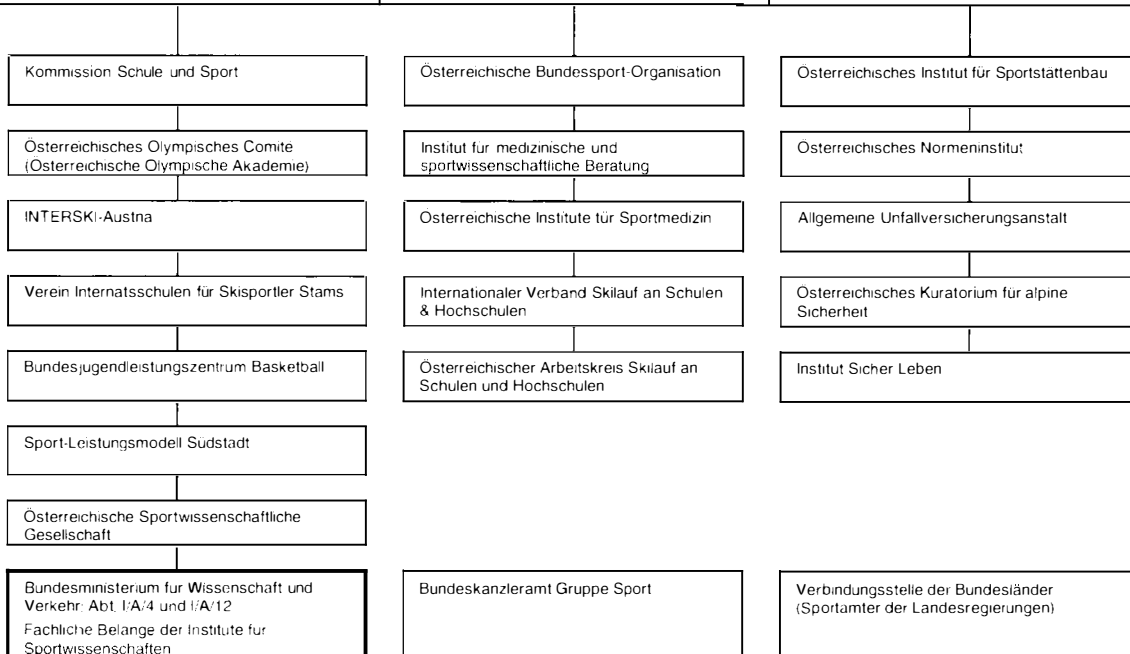 Kommission Schule und Sport
Österreichisches Olympisches Comité
(Österreichische Olympische Akademie)
INTERSKI-Austria
Verein Internatsschulen für Skisportler Stams
Bundesjugendleistungszentrum Basketball
Sport-Leistungsmodell Südstadt
Österreichische Sportwissenschaftliche
Gesellschaft
Bundesministerium für Wissenschaft und
Verkehr: Abt. I/A/4 und I/A/12
Fachliche Belange der Institute für
Sportwissenschaften
Österreichische Bundessport-Organisation
Institut für medizinische und
sportwissenschaftliche Beratung
Österreichische Institute für Sportmedizin
Internationaler Verband Skilauf an Schulen
& Hochschulen
Österreichischer Arbeitskreis Skilauf an
Schulen und Hochschulen
Bundeskanzleramt Gruppe Sport
Österreichisches Institut für Sportstättenbau
Österreichisches Normeninstitut
Allgemeine Unfallversicherungsanstalt
Österreichisches Kuratorium für alpine
Sicherheit
Institut Sicher Leben
Verbindungsstelle der Bundesländer
(Sportämter der Landesregierungen)